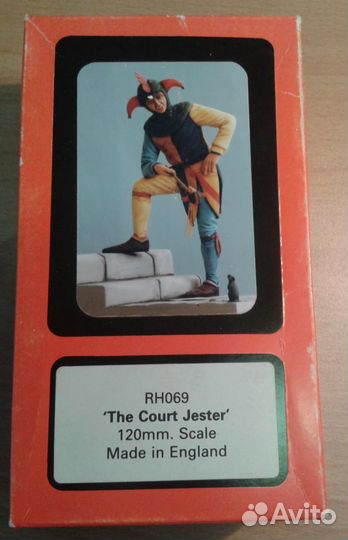 RH069
'The Court Jester'
120mm. Scale
Made in England
Avito